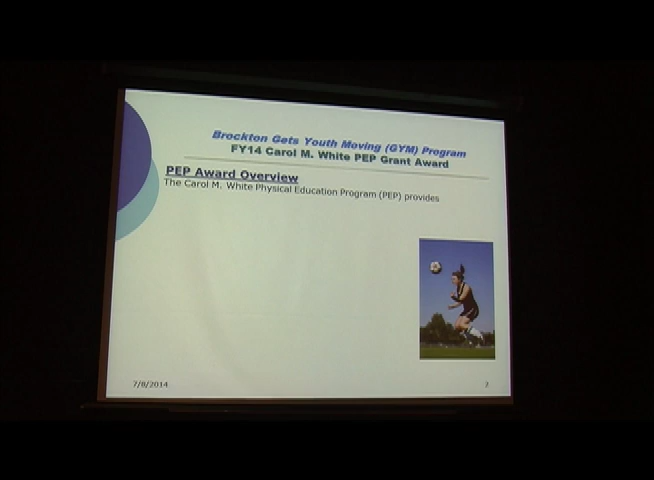 Brockton Gets Youth Moving (GYM) Program
FY14 Carol M. White PEP Grant Award
PEP Award Overview
The Carol M. White Physical Education Program (PEP) provides
7/8/2014
2